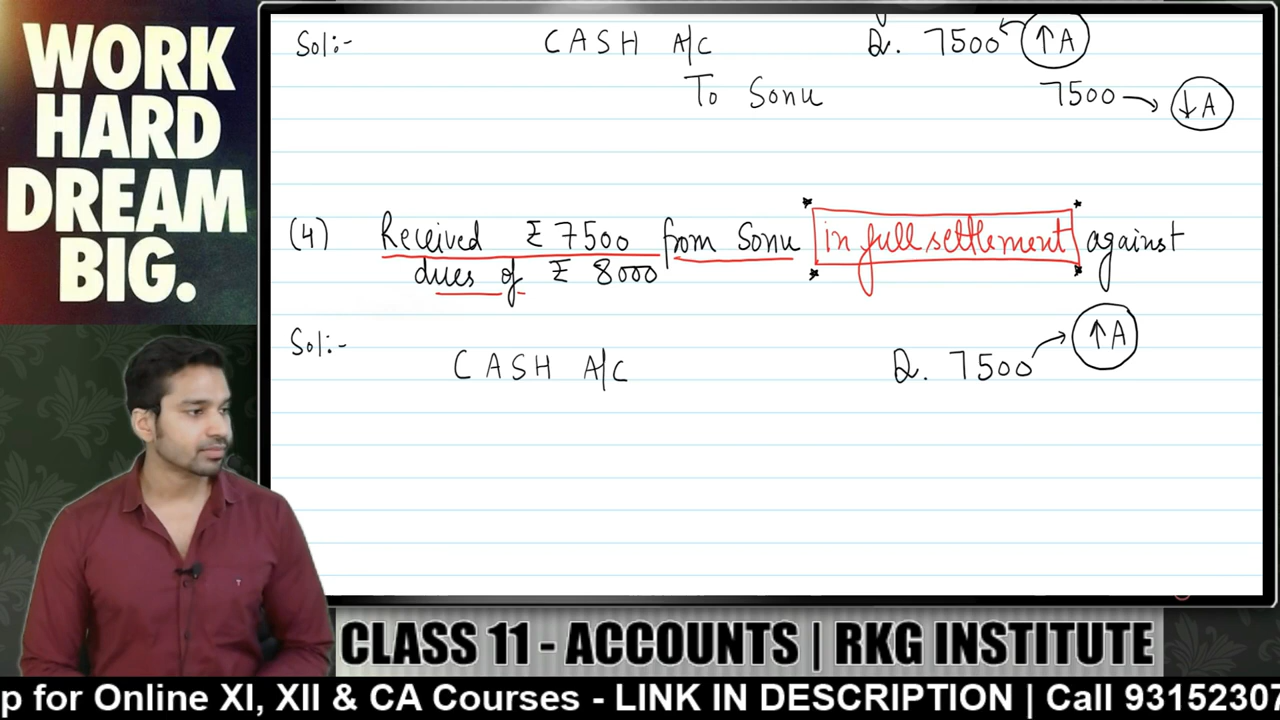 WORK
HARD
DREAM
BIG.
Sol:- CASH A/c Dr. 7500 ↑A
To Sonu 7500 → ↓A
(4) Received ₹ 7500 from Sonu in full settlement against
dues of ₹ 8000
Sol:-
CASH A/c Dr. 7500 ↑A
CLASS 11 - ACCOUNTS | RKG INSTITUTE
p for Online XI, XII & CA Courses - LINK IN DESCRIPTION | Call 93152307